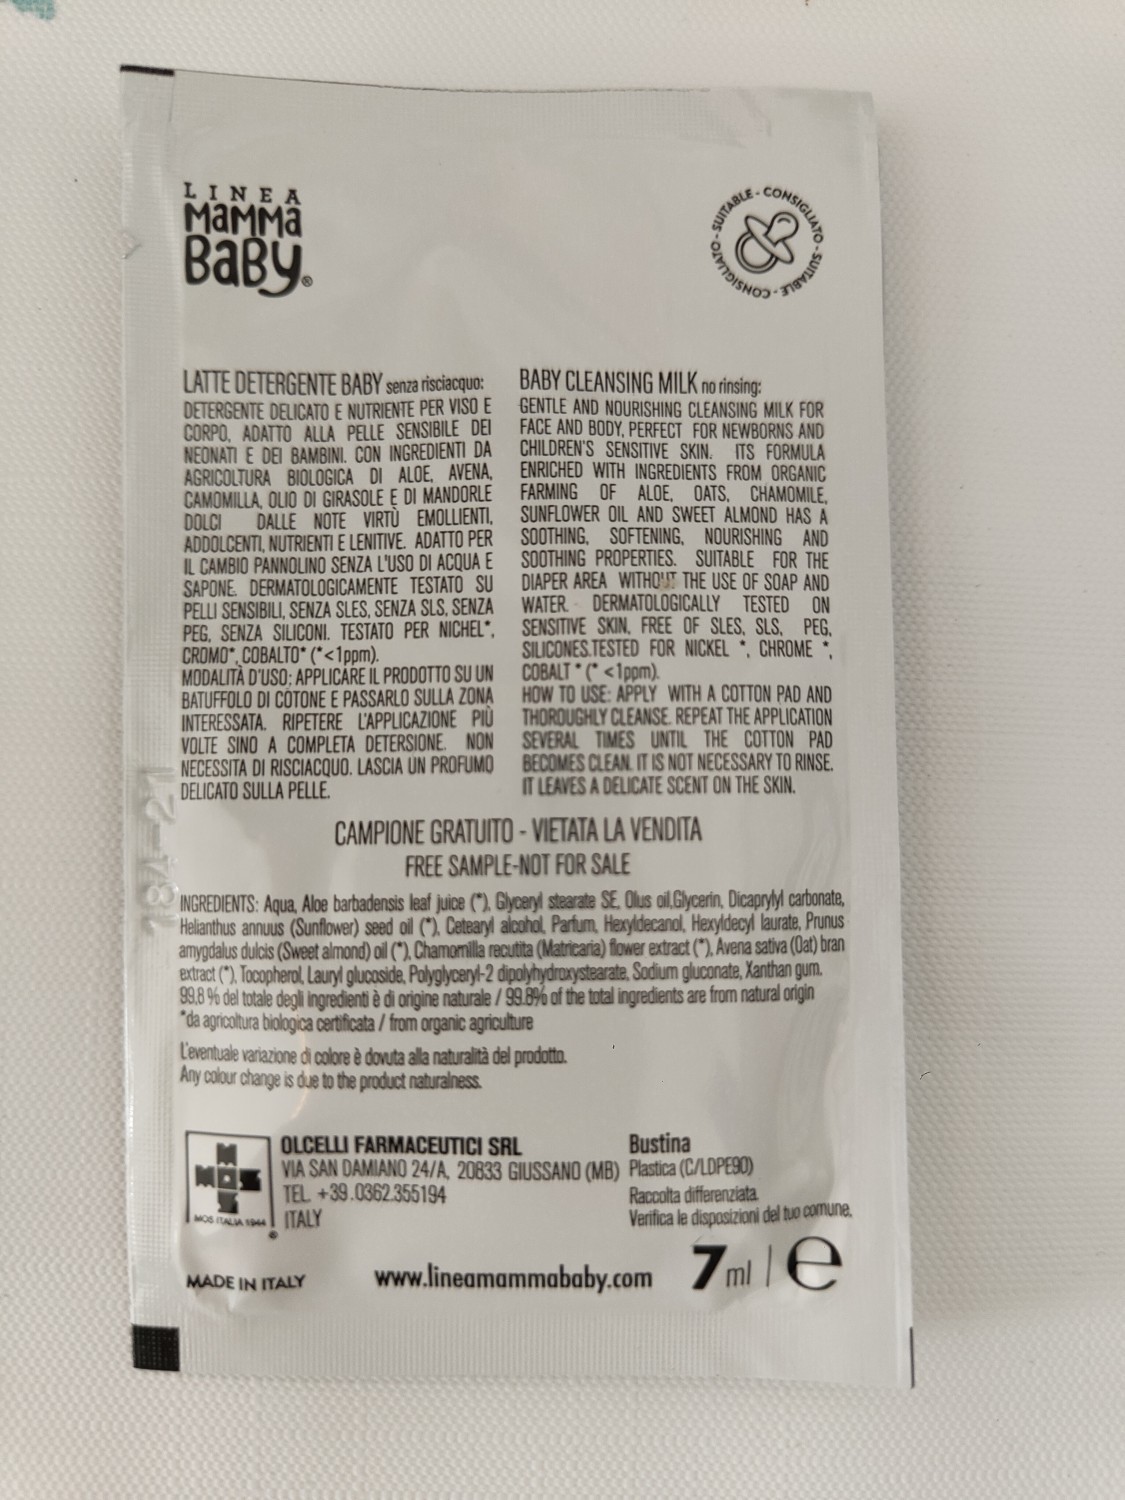 LINEA
MaMMa
BaBy®
SUITABLE - CONSIGLIATO - SUITABLE - CONSIGLIATO -
LATTE DETERGENTE BABY senza risciacquo:
DETERGENTE DELICATO E NUTRIENTE PER VISO E
CORPO, ADATTO ALLA PELLE SENSIBILE DEI
NEONATI E DEI BAMBINI. CON INGREDIENTI DA
AGRICOLTURA BIOLOGICA DI ALOE, AVENA,
CAMOMILLA, OLIO DI GIRASOLE E DI MANDORLE
DOLCI DALLE NOTE VIRTÙ EMOLLIENTI,
ADDOLCENTI, NUTRIENTI E LENITIVE. ADATTO PER
IL CAMBIO PANNOLINO SENZA L'USO DI ACQUA E
SAPONE. DERMATOLOGICAMENTE TESTATO SU
PELLI SENSIBILI, SENZA SLES, SENZA SLS, SENZA
PEG, SENZA SILICONI. TESTATO PER NICHEL*,
CROMO*, COBALTO* (*<1ppm).
MODALITÀ D'USO: APPLICARE IL PRODOTTO SU UN
BATUFFOLO DI COTONE E PASSARLO SULLA ZONA
INTERESSATA. RIPETERE L'APPLICAZIONE PIÙ
VOLTE SINO A COMPLETA DETERSIONE. NON
NECESSITA DI RISCIACQUO. LASCIA UN PROFUMO
DELICATO SULLA PELLE.
BABY CLEANSING MILK no rinsing:
GENTLE AND NOURISHING CLEANSING MILK FOR
FACE AND BODY, PERFECT FOR NEWBORNS AND
CHILDREN'S SENSITIVE SKIN. ITS FORMULA
ENRICHED WITH INGREDIENTS FROM ORGANIC
FARMING OF ALOE, OATS, CHAMOMILE,
SUNFLOWER OIL AND SWEET ALMOND HAS A
SOOTHING, SOFTENING, NOURISHING AND
SOOTHING PROPERTIES. SUITABLE FOR THE
DIAPER AREA WITHOUT THE USE OF SOAP AND
WATER. DERMATOLOGICALLY TESTED ON
SENSITIVE SKIN, FREE OF SLES, SLS, PEG,
SILICONES.TESTED FOR NICKEL *, CHROME *,
COBALT * (* <1ppm).
HOW TO USE: APPLY WITH A COTTON PAD AND
THOROUGHLY CLEANSE. REPEAT THE APPLICATION
SEVERAL TIMES UNTIL THE COTTON PAD
BECOMES CLEAN. IT IS NOT NECESSARY TO RINSE.
IT LEAVES A DELICATE SCENT ON THE SKIN.
184-21
CAMPIONE GRATUITO - VIETATA LA VENDITA
FREE SAMPLE-NOT FOR SALE
INGREDIENTS: Aqua, Aloe barbadensis leaf juice (*), Glyceryl stearate SE, Olus oil,Glycerin, Dicaprylyl carbonate,
Helianthus annuus (Sunflower) seed oil (*), Cetearyl alcohol, Parfum, Hexyldecanol, Hexyldecyl laurate, Prunus
amygdalus dulcis (Sweet almond) oil (*), Chamomilla recutita (Matricaria) flower extract (*), Avena sativa (Oat) bran
extract (*), Tocopherol, Lauryl glucoside, Polyglyceryl-2 dipolyhydroxystearate, Sodium gluconate, Xanthan gum.
99,8 % del totale degli ingredienti è di origine naturale / 99.8% of the total ingredients are from natural origin
*da agricoltura biologica certificata / from organic agriculture
L'eventuale variazione di colore è dovuta alla naturalità del prodotto.
Any colour change is due to the product naturalness.
MOS
MOS
MOS ITALIA 1944
®
OLCELLI FARMACEUTICI SRL
VIA SAN DAMIANO 24/A, 20833 GIUSSANO (MB)
TEL. +39.0362.355194
ITALY
Bustina
Plastica (C/LDPE90)
Raccolta differenziata.
Verifica le disposizioni del tuo comune.
MADE IN ITALY
www.lineamammababy.com
7 ml | e